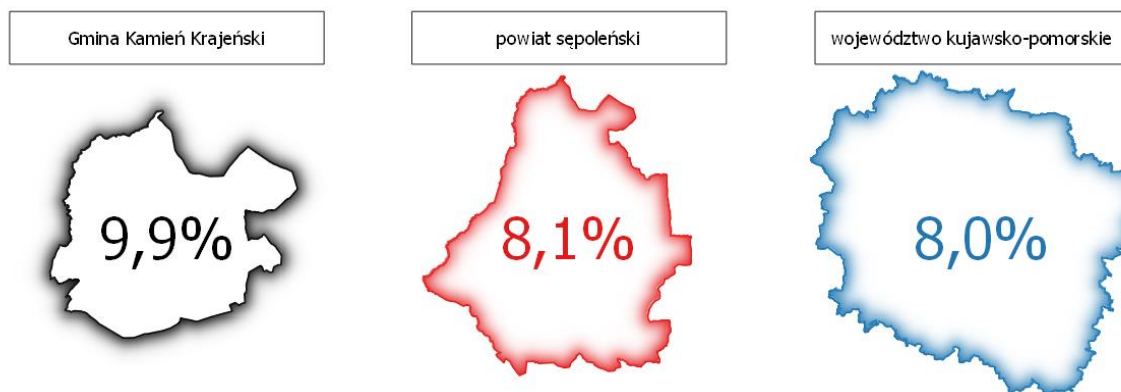 Gmina Kamień Krajeński
powiat sępoleński
województwo kujawsko-pomorskie
9,9%
8,1%
8,0%